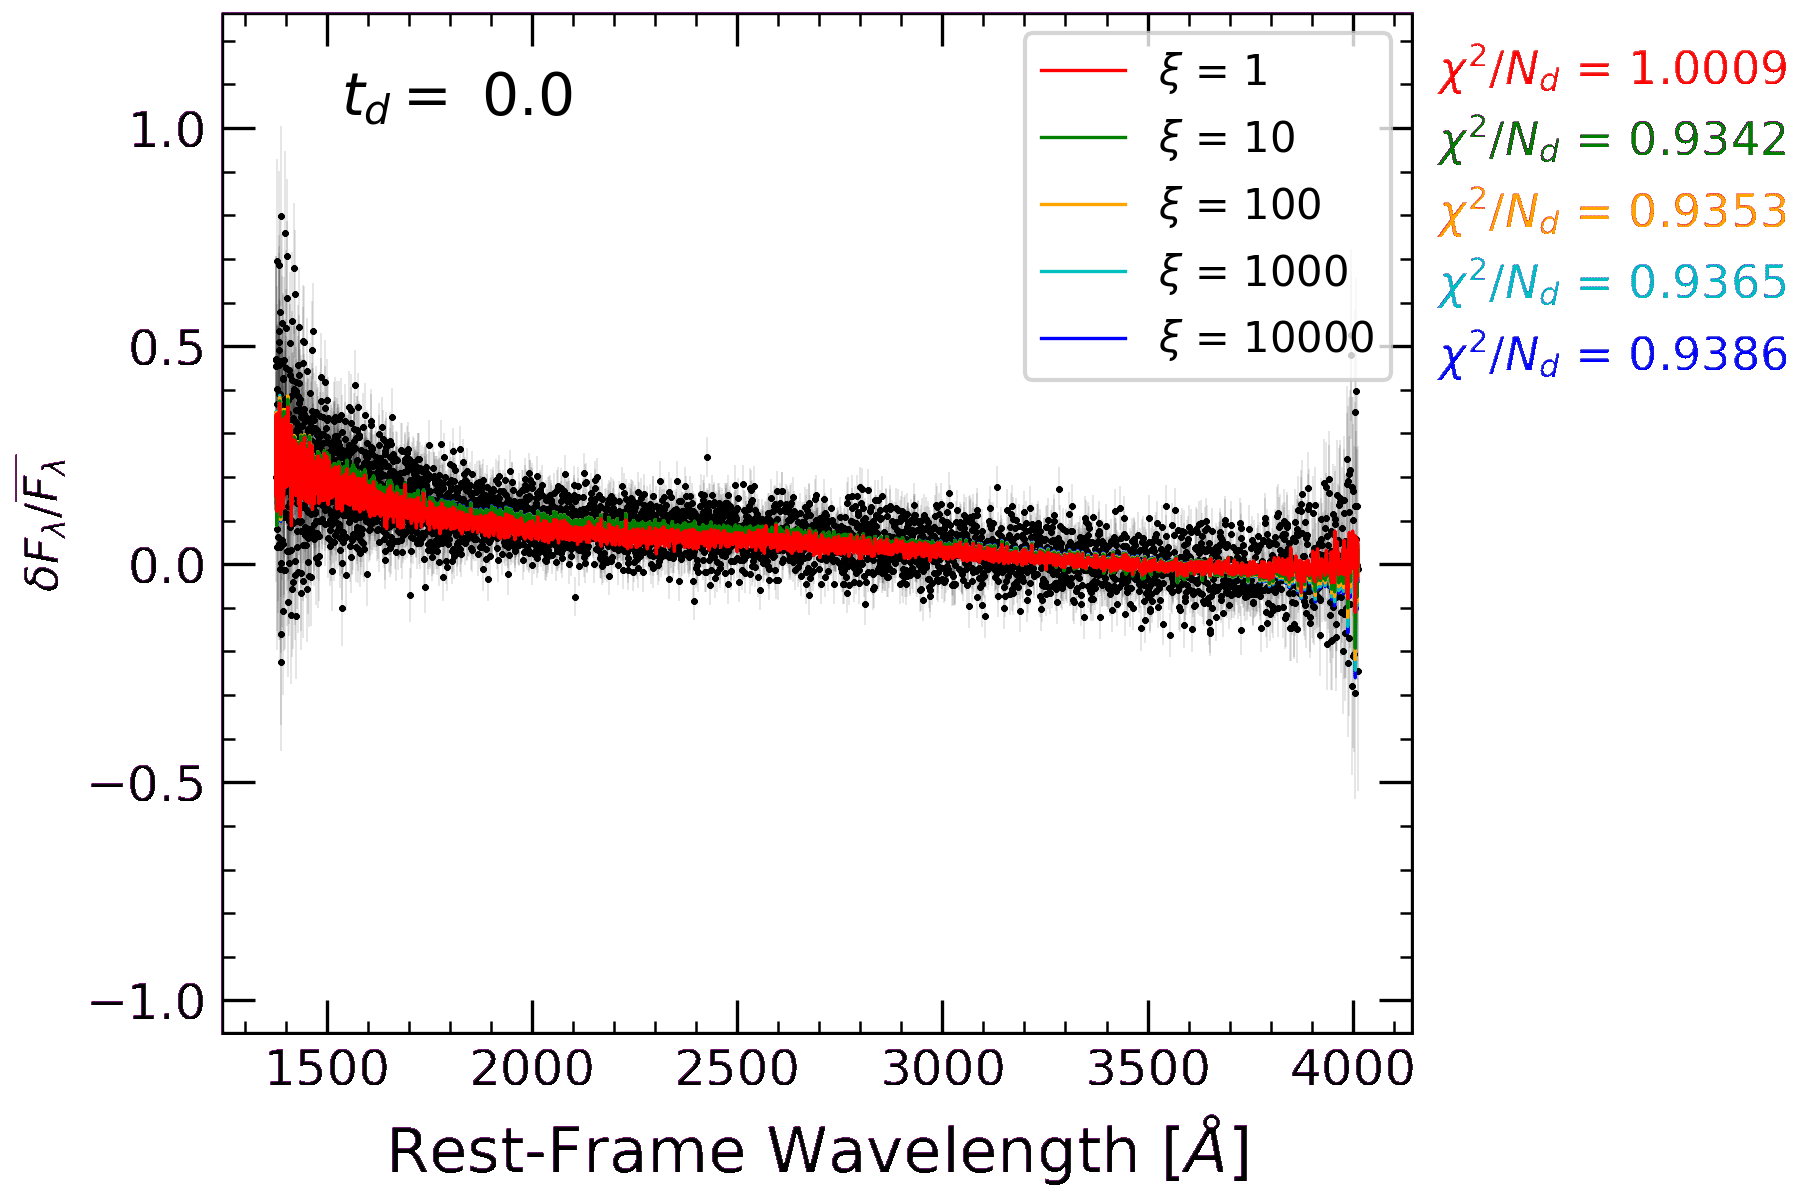 t_d = 0.0
ξ = 1
ξ = 10
ξ = 100
ξ = 1000
ξ = 10000
χ²/N_d = 1.0009
χ²/N_d = 0.9342
χ²/N_d = 0.9353
χ²/N_d = 0.9365
χ²/N_d = 0.9386
1.0
0.5
0.0
−0.5
−1.0
δF_λ/F̅_λ
1500 2000 2500 3000 3500 4000
Rest-Frame Wavelength [Å]